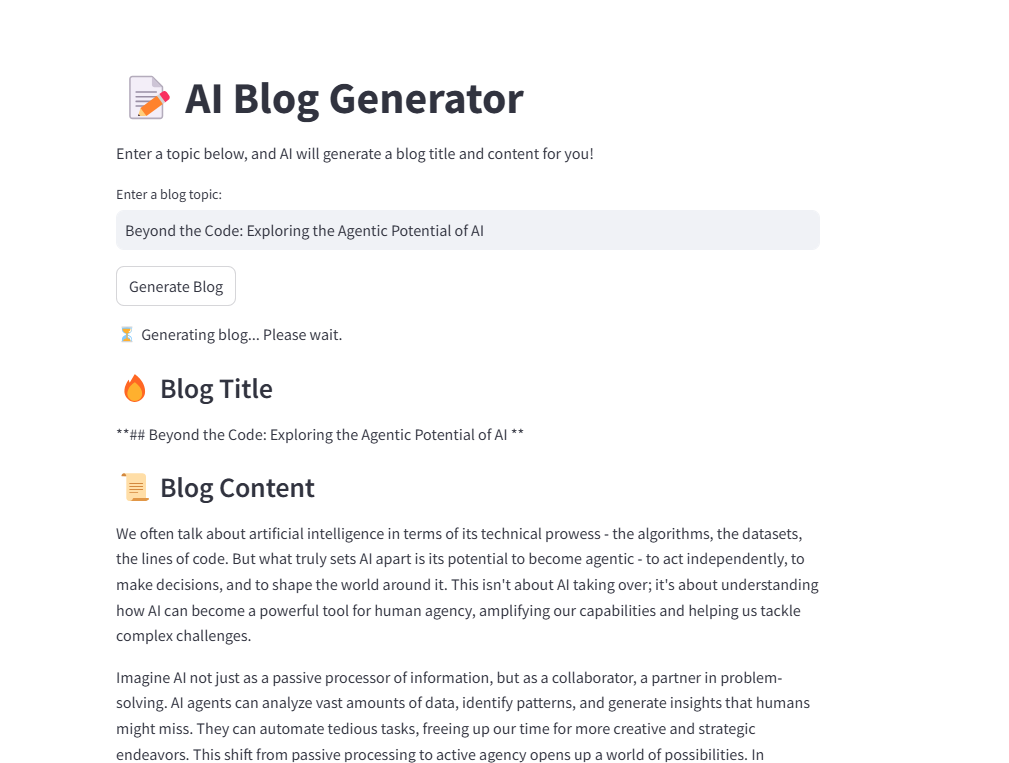 AI Blog Generator
Enter a topic below, and AI will generate a blog title and content for you!
Enter a blog topic:
Beyond the Code: Exploring the Agentic Potential of AI
Generate Blog
Generating blog... Please wait.
Blog Title
**## Beyond the Code: Exploring the Agentic Potential of AI **
Blog Content
We often talk about artificial intelligence in terms of its technical prowess - the algorithms, the datasets,
the lines of code. But what truly sets AI apart is its potential to become agentic - to act independently, to
make decisions, and to shape the world around it. This isn't about AI taking over; it's about understanding
how AI can become a powerful tool for human agency, amplifying our capabilities and helping us tackle
complex challenges.
Imagine AI not just as a passive processor of information, but as a collaborator, a partner in problem-
solving. AI agents can analyze vast amounts of data, identify patterns, and generate insights that humans
might miss. They can automate tedious tasks, freeing up our time for more creative and strategic
endeavors. This shift from passive processing to active agency opens up a world of possibilities. In